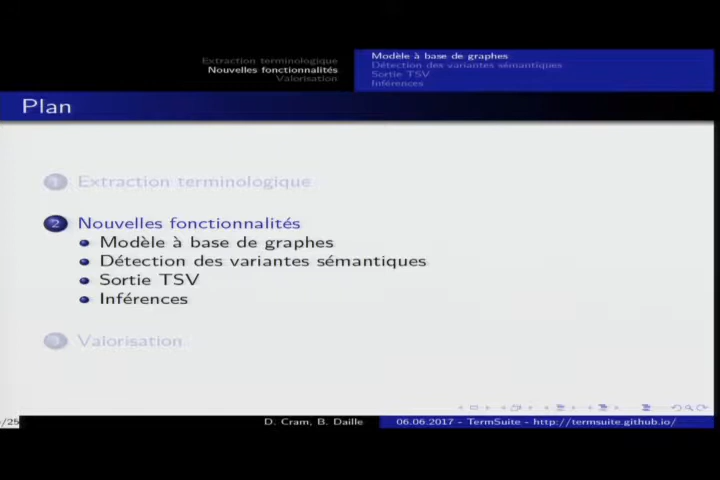 Extraction terminologique
Nouvelles fonctionnalités
Valorisation
Modèle à base de graphes
Détection des variantes sémantiques
Sortie TSV
Inférences
Plan
1 Extraction terminologique
2 Nouvelles fonctionnalités
Modèle à base de graphes
Détection des variantes sémantiques
Sortie TSV
Inférences
Valorisation
/25
D. Cram, B. Daille
06.06.2017 - TermSuite - http://termsuite.github.io/